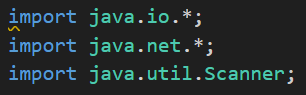 import java.io.*;
import java.net.*;
import java.util.Scanner;